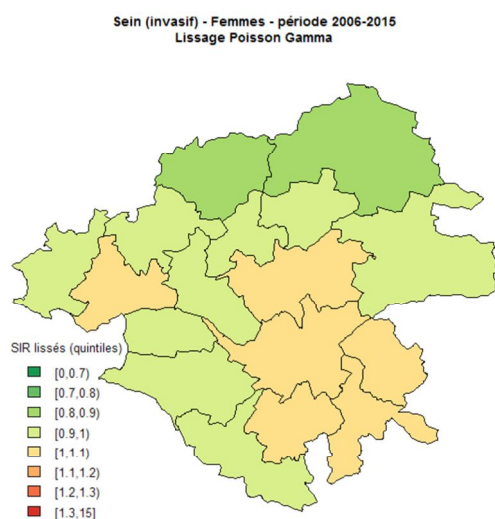 Sein (invasif) - Femmes - période 2006-2015
Lissage Poisson Gamma
SIR lissés (quintiles)
[0,0.7)
[0.7,0.8)
[0.8,0.9)
[0.9,1)
[1,1.1)
[1.1,1.2)
[1.2,1.3)
[1.3,15]